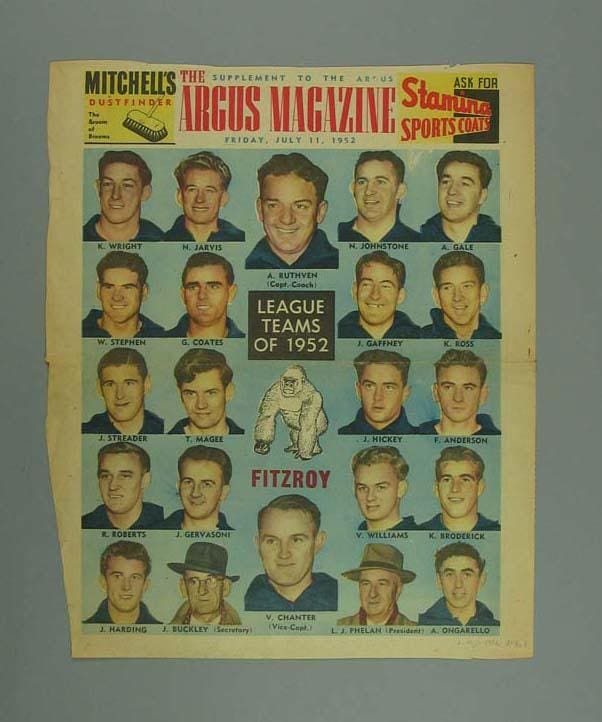 MITCHELL'S
DUSTFINDER
The
Broom
of
Brooms
THE SUPPLEMENT TO THE ARGUS
ARGUS MAGAZINE
FRIDAY, JULY 11, 1952
ASK FOR
Stamina
SPORTS COATS
K. WRIGHT
N. JARVIS
A. RUTHVEN
(Capt.-Coach)
N. JOHNSTONE
A. GALE
W. STEPHEN
G. COATES
LEAGUE
TEAMS
OF 1952
J. GAFFNEY
K. ROSS
J. STREADER
T. MAGEE
J. HICKEY
F. ANDERSON
FITZROY
R. ROBERTS
J. GERVASONI
V. WILLIAMS
K. BRODERICK
J. HARDING
J. BUCKLEY (Secretary)
V. CHANTER
(Vice-Capt.)
L. J. PHELAN (President)
A. ONGARELLO